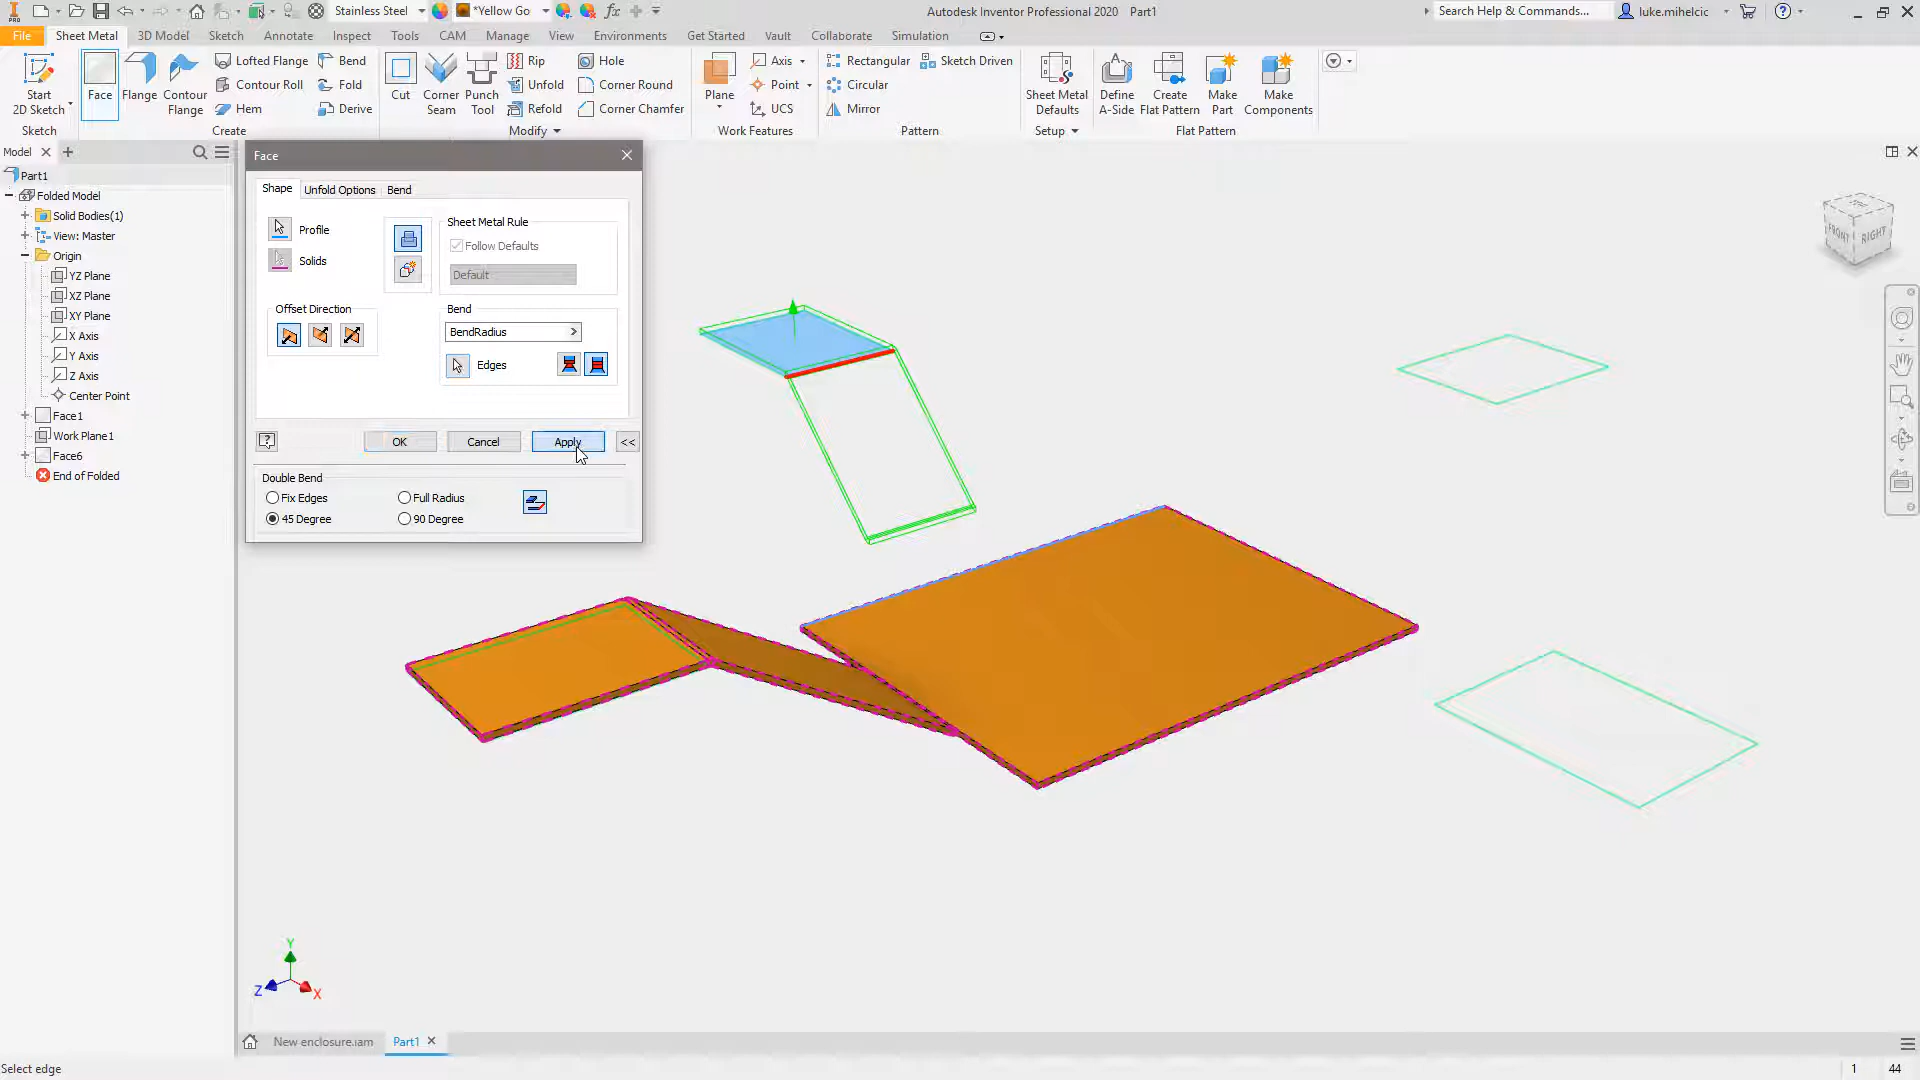 PRO
Stainless Steel
*Yellow Go
fx
Autodesk Inventor Professional 2020 Part1
Search Help & Commands...
luke.mihelcic
File
Sheet Metal
3D Model
Sketch
Annotate
Inspect
Tools
CAM
Manage
View
Environments
Get Started
Vault
Collaborate
Simulation
Start
2D Sketch
Face
Flange
Contour
Flange
Lofted Flange
Contour Roll
Hem
Bend
Fold
Derive
Cut
Corner
Seam
Punch
Tool
Rip
Unfold
Refold
Hole
Corner Round
Corner Chamfer
Plane
Axis
Point
UCS
Rectangular
Circular
Mirror
Sketch Driven
Sheet Metal
Defaults
Define
A-Side
Create
Flat Pattern
Make
Part
Make
Components
Sketch
Create
Modify
Work Features
Pattern
Setup
Flat Pattern
Model
Part1
Folded Model
Solid Bodies(1)
View: Master
Origin
YZ Plane
XZ Plane
XY Plane
X Axis
Y Axis
Z Axis
Center Point
Face1
Work Plane1
Face6
End of Folded
Face
Shape
Unfold Options
Bend
Profile
Solids
Sheet Metal Rule
Follow Defaults
Default
Offset Direction
Bend
BendRadius
Edges
OK
Cancel
Apply
<<
Double Bend
Fix Edges
Full Radius
45 Degree
90 Degree
FRONT
RIGHT
Y
Z
X
New enclosure.iam
Part1
Select edge
1
44